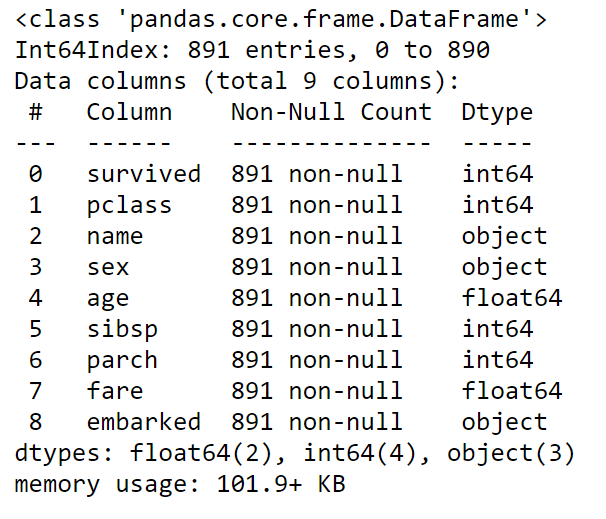 <class 'pandas.core.frame.DataFrame'>
Int64Index: 891 entries, 0 to 890
Data columns (total 9 columns):
 #   Column    Non-Null Count  Dtype
---  ------    --------------  -----
 0   survived  891 non-null    int64
 1   pclass    891 non-null    int64
 2   name      891 non-null    object
 3   sex       891 non-null    object
 4   age       891 non-null    float64
 5   sibsp     891 non-null    int64
 6   parch     891 non-null    int64
 7   fare      891 non-null    float64
 8   embarked  891 non-null    object
dtypes: float64(2), int64(4), object(3)
memory usage: 101.9+ KB